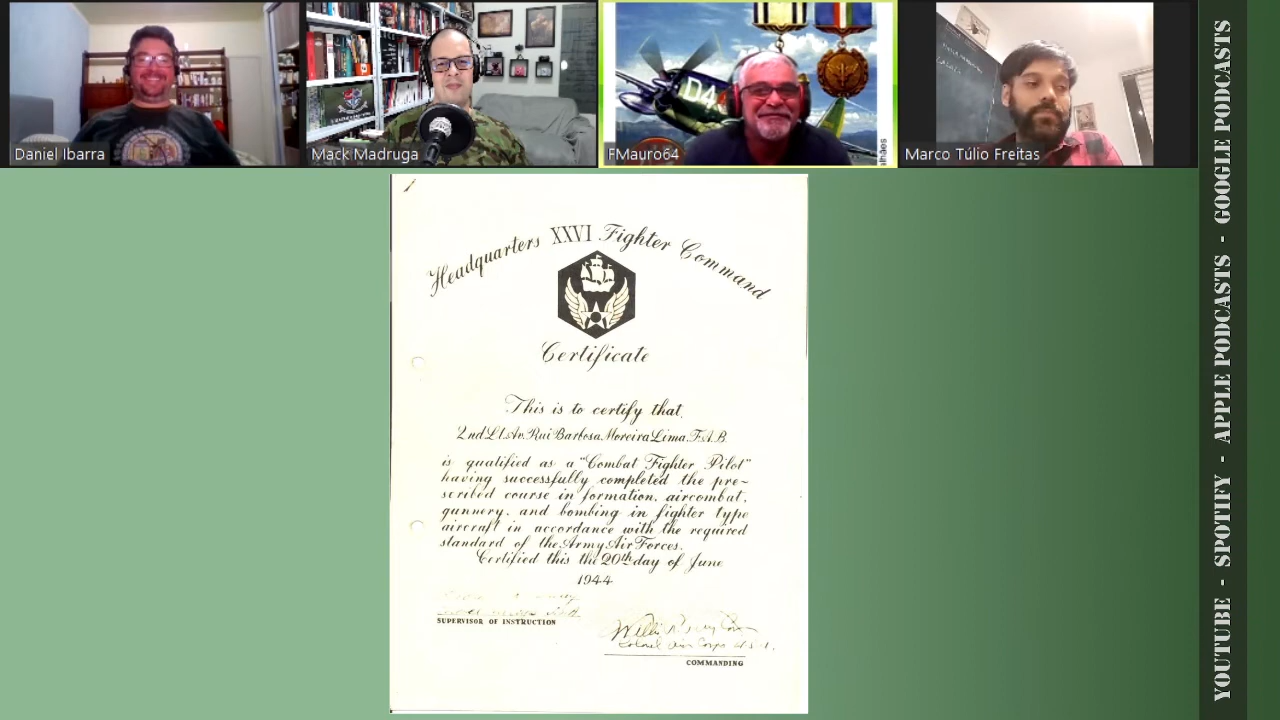 Daniel Ibarra
Mack Madruga
D4
FMauro64
Marco Túlio Freitas
Headquarters XXVI Fighter Command
Certificate
This is to certify that,
2nd Lt. Av. Rui Barbosa Moreira Lima, F.A.B.
is qualified as a "Combat Fighter Pilot"
having successfully completed the pre-
scribed course in formation, aircombat,
gunnery, and bombing in fighter type
aircraft in accordance with the required
standard of the Army Air Forces.
Certified this the 20th day of June
1944
SUPERVISOR OF INSTRUCTION
COMMANDING
YOUTUBE - SPOTIFY - APPLE PODCASTS - GOOGLE PODCASTS